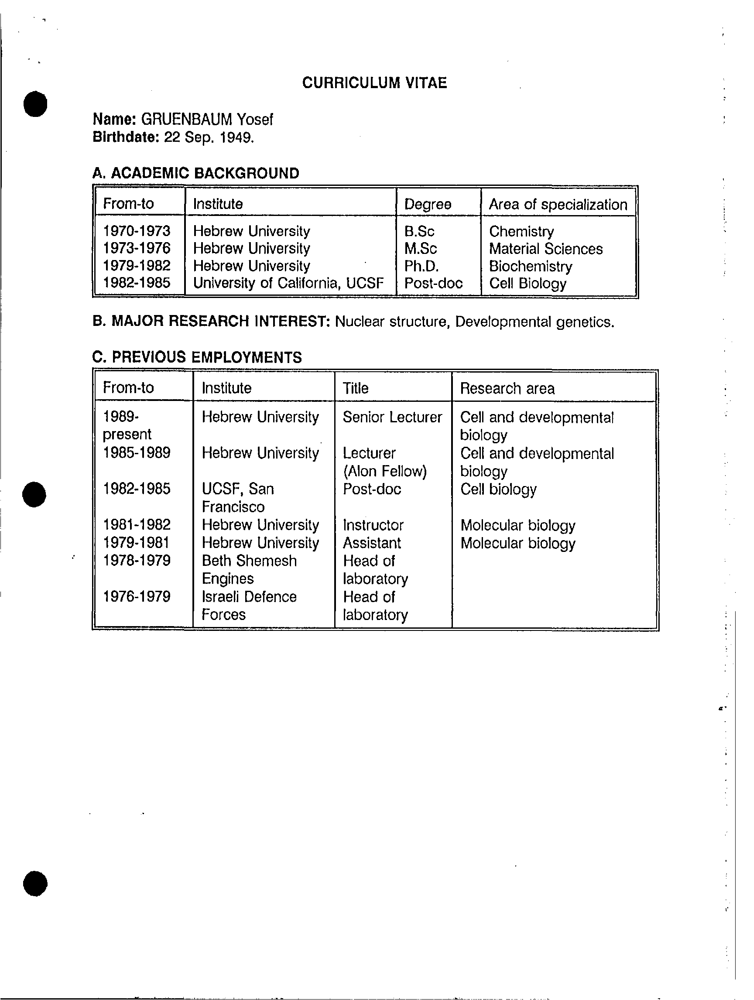 CURRICULUM VITAE
Name: GRUENBAUM Yosef
Birthdate: 22 Sep. 1949.
A. ACADEMIC BACKGROUND
From-to Institute Degree Area of specialization
1970-1973 Hebrew University B.Sc Chemistry
1973-1976 Hebrew University M.Sc Material Sciences
1979-1982 Hebrew University Ph.D. Biochemistry
1982-1985 University of California, UCSF Post-doc Cell Biology
B. MAJOR RESEARCH INTEREST: Nuclear structure, Developmental genetics.
C. PREVIOUS EMPLOYMENTS
From-to Institute Title Research area
1989- Hebrew University Senior Lecturer Cell and developmental
present biology
1985-1989 Hebrew University Lecturer Cell and developmental
(Alon Fellow) biology
1982-1985 UCSF, San Post-doc Cell biology
Francisco
1981-1982 Hebrew University Instructor Molecular biology
1979-1981 Hebrew University Assistant Molecular biology
1978-1979 Beth Shemesh Head of
Engines laboratory
1976-1979 Israeli Defence Head of
Forces laboratory